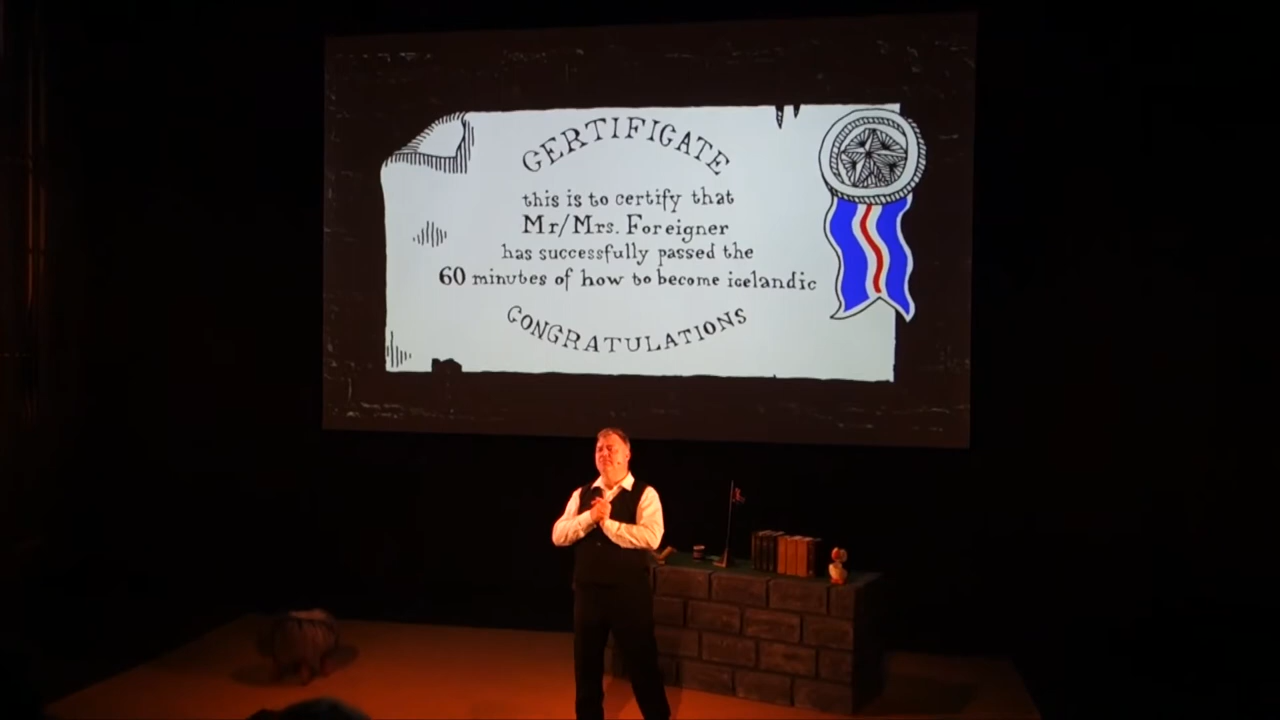 CERTIFICATE
this is to certify that
Mr/Mrs. Foreigner
has successfully passed the
60 minutes of how to become icelandic
CONGRATULATIONS